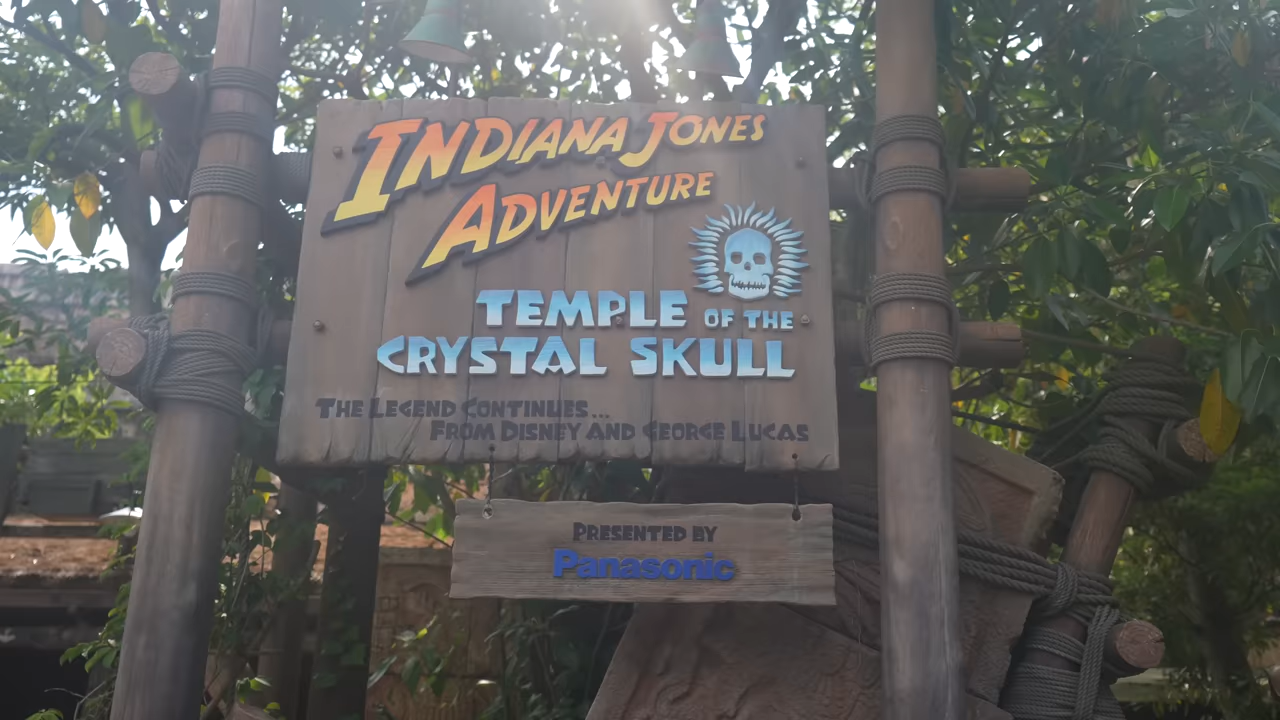 INDIANA JONES
ADVENTURE
TEMPLE OF THE
CRYSTAL SKULL
THE LEGEND CONTINUES...
FROM DISNEY AND GEORGE LUCAS
PRESENTED BY
Panasonic